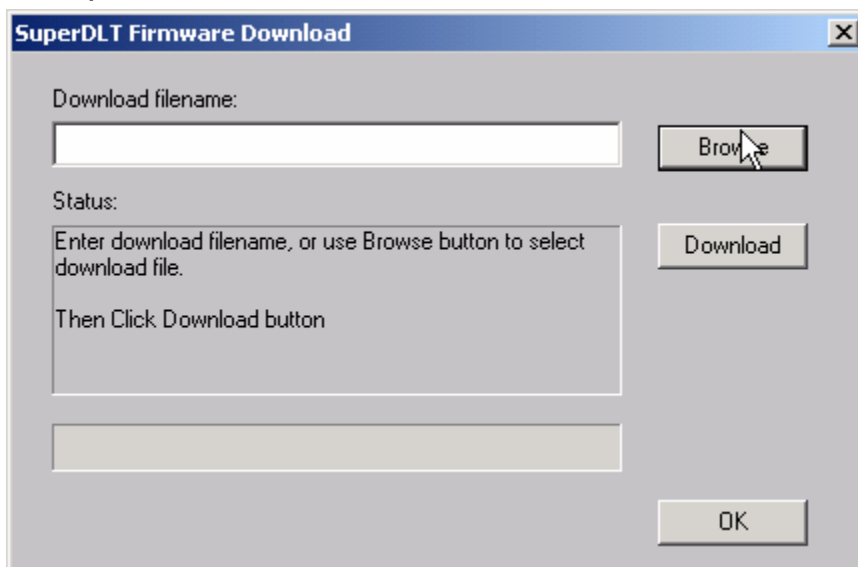 SuperDLT Firmware Download
Download filename:
Browse
Status:
Enter download filename, or use Browse button to select
download file.
Then Click Download button
Download
OK